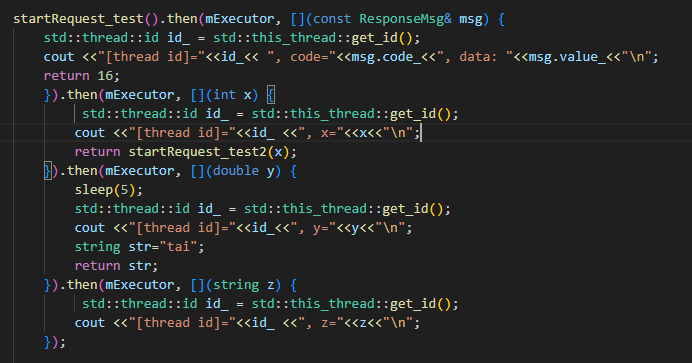 startRequest_test().then(mExecutor, [](const ResponseMsg& msg) {
std::thread::id id_ = std::this_thread::get_id();
cout <<"[thread id]="<<id_<< ", code="<<msg.code_<<", data: "<<msg.value_<<"\n";
return 16;
}).then(mExecutor, [](int x) {
std::thread::id id_ = std::this_thread::get_id();
cout <<"[thread id]="<<id_ <<", x="<<x<<"\n";
return startRequest_test2(x);
}).then(mExecutor, [](double y) {
sleep(5);
std::thread::id id_ = std::this_thread::get_id();
cout <<"[thread id]="<<id_<<", y="<<y<<"\n";
string str="tai";
return str;
}).then(mExecutor, [](string z) {
std::thread::id id_ = std::this_thread::get_id();
cout <<"[thread id]="<<id_ <<", z="<<z<<"\n";
});